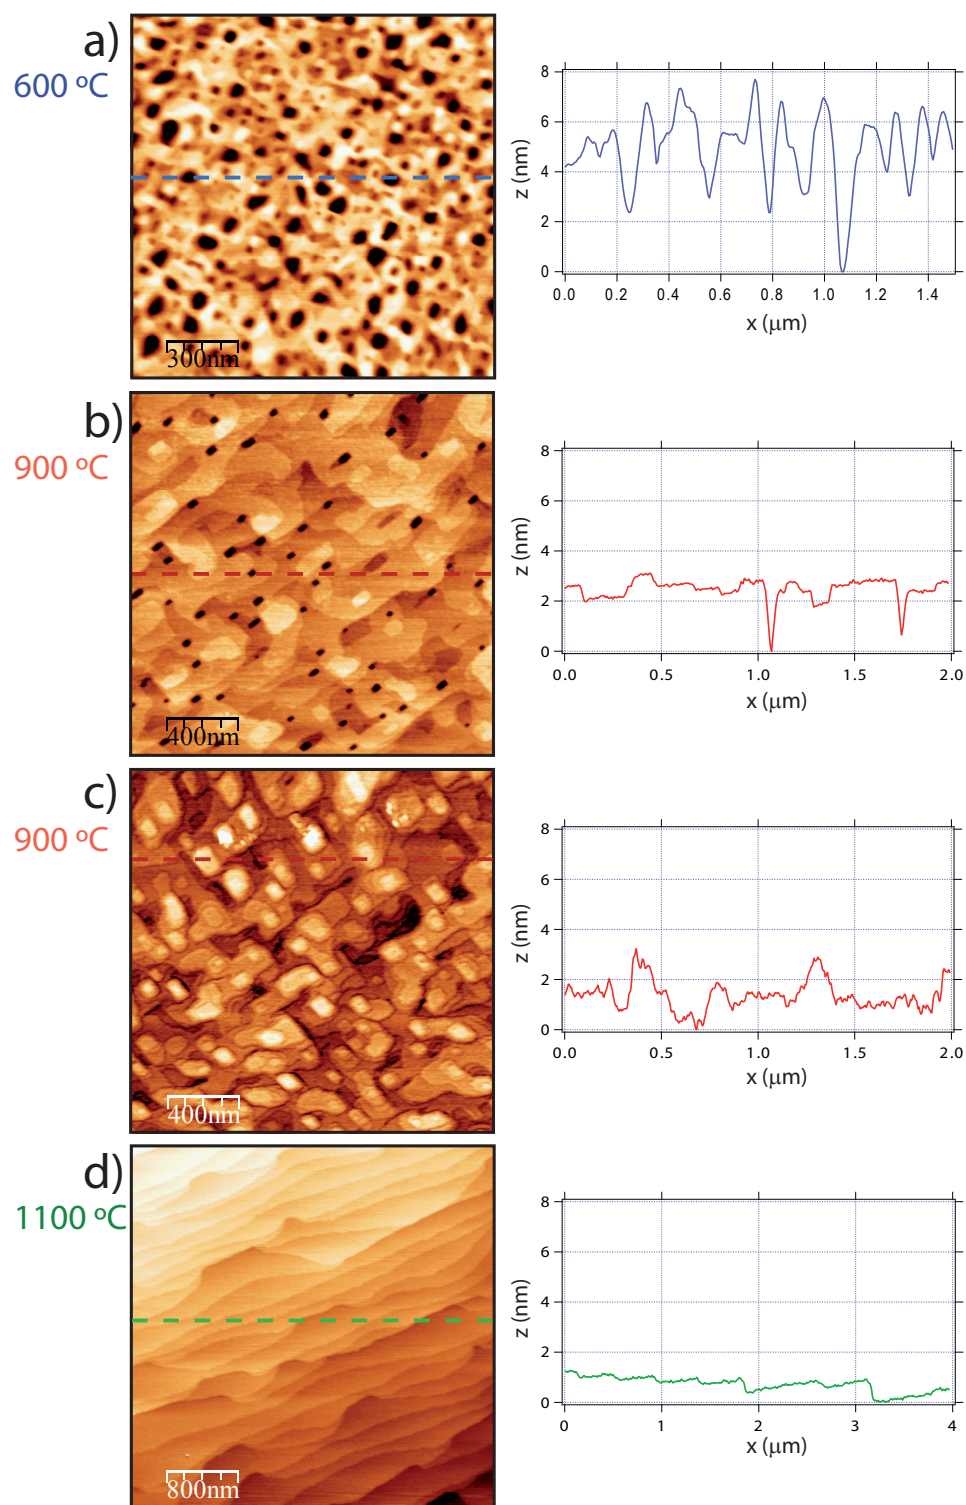 a)
600 ºC
300nm
8
6
4
2
0
z (nm)
0.0 0.2 0.4 0.6 0.8 1.0 1.2 1.4
x (μm)
b)
900 ºC
400nm
8
6
4
2
0
z (nm)
0.0 0.5 1.0 1.5 2.0
x (μm)
c)
900 ºC
400nm
8
6
4
2
0
z (nm)
0.0 0.5 1.0 1.5 2.0
x (μm)
d)
1100 ºC
800nm
8
6
4
2
0
z (nm)
0 1 2 3 4
x (μm)